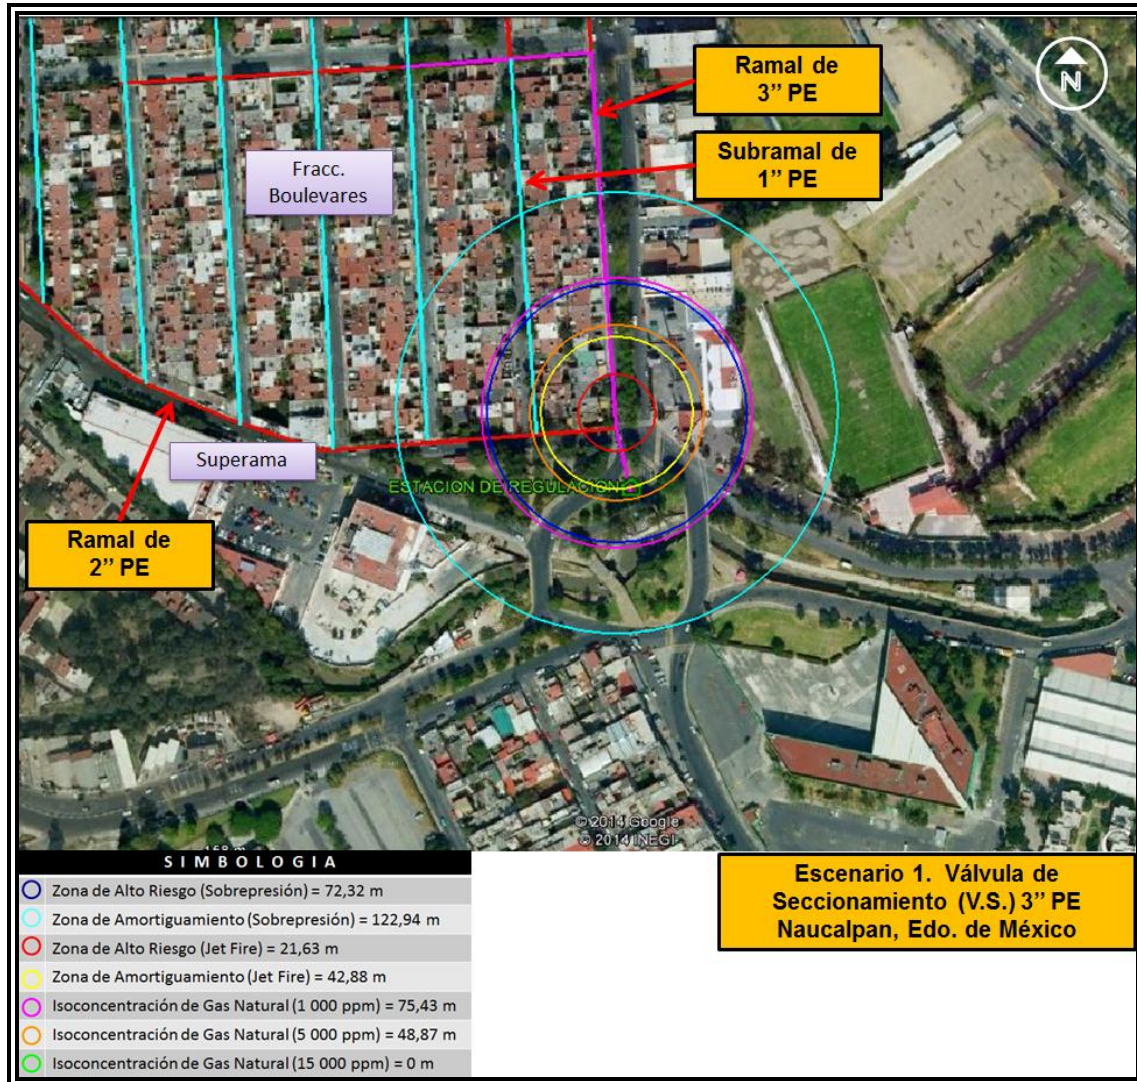 N
Ramal de
3” PE
Subramal de
1” PE
Fracc.
Boulevares
Superama
ESTACION DE REGULACION
Ramal de
2” PE
© 2014 Google
© 2014 INEGI
168 m
S I M B O L O G I A
Zona de Alto Riesgo (Sobrepresión) = 72,32 m
Zona de Amortiguamiento (Sobrepresión) = 122,94 m
Zona de Alto Riesgo (Jet Fire) = 21,63 m
Zona de Amortiguamiento (Jet Fire) = 42,88 m
Isoconcentración de Gas Natural (1 000 ppm) = 75,43 m
Isoconcentración de Gas Natural (5 000 ppm) = 48,87 m
Isoconcentración de Gas Natural (15 000 ppm) = 0 m
Escenario 1. Válvula de
Seccionamiento (V.S.) 3” PE
Naucalpan, Edo. de México